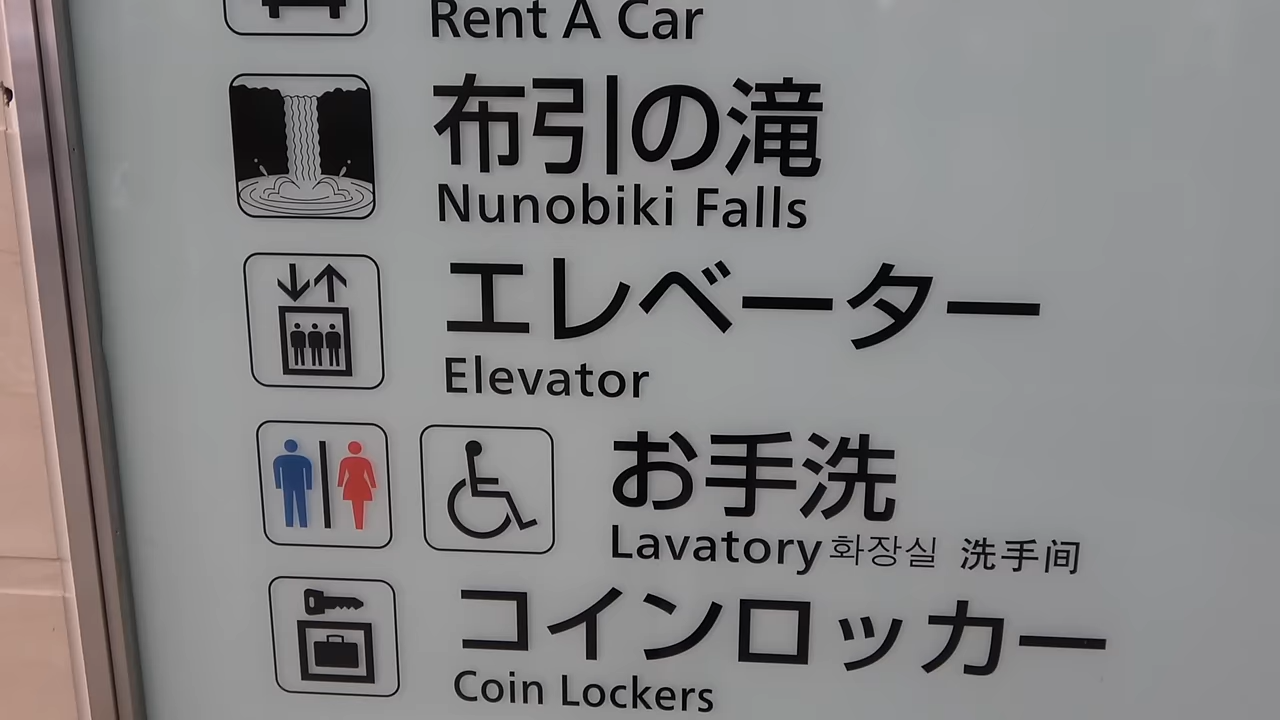 Rent A Car
布引の滝
Nunobiki Falls
エレベーター
Elevator
お手洗
Lavatory 화장실 洗手间
コインロッカー
Coin Lockers